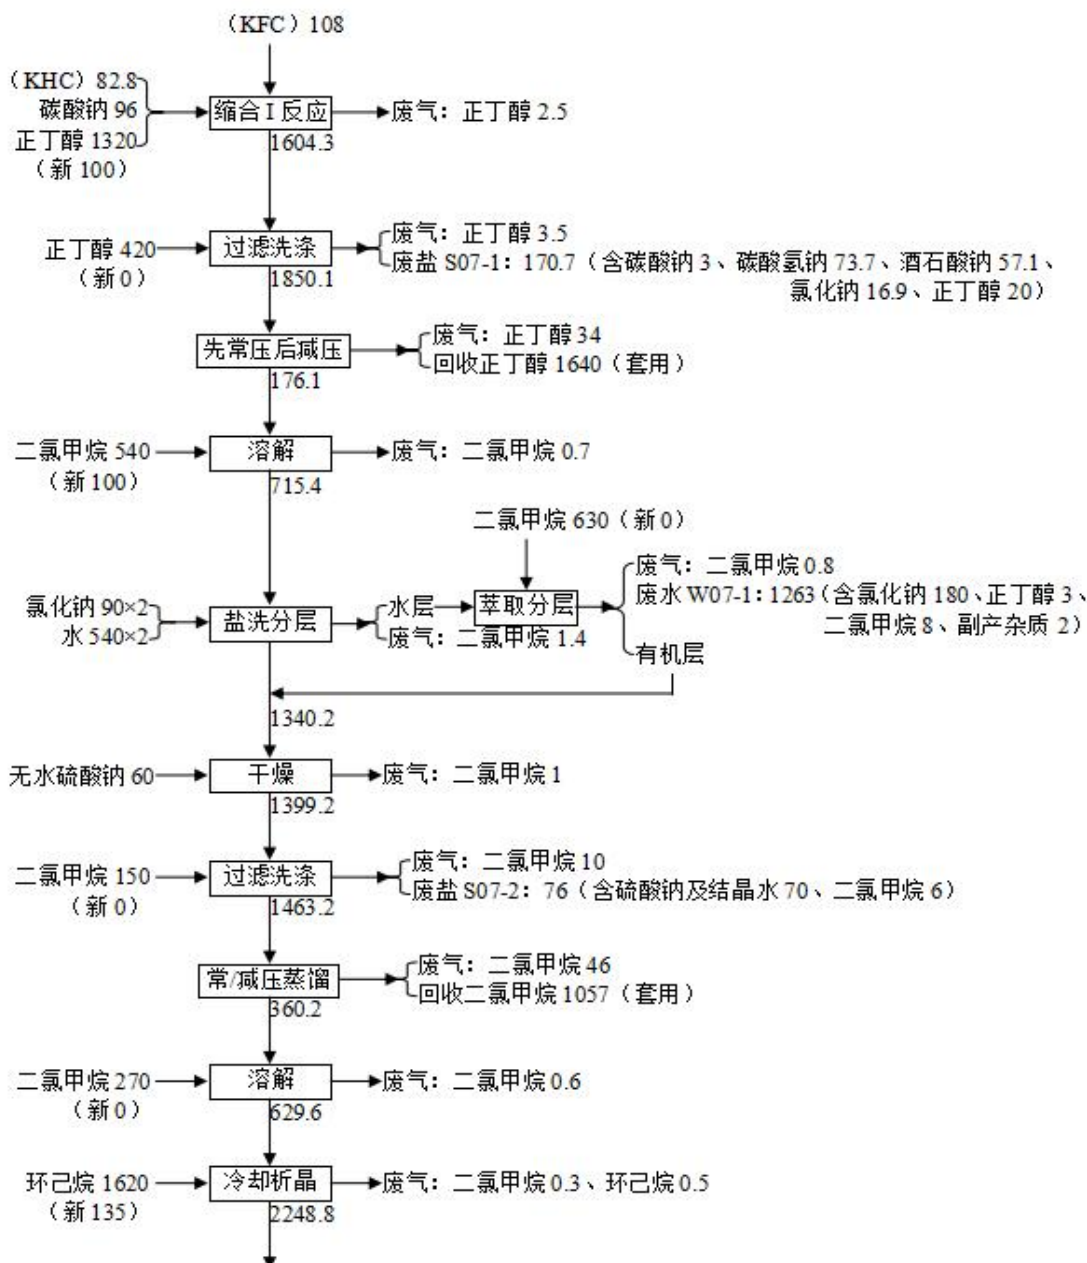 （KFC）108
（KHC）82.8
碳酸钠 96
正丁醇 1320
（新 100）
缩合 I 反应
废气：正丁醇 2.5
1604.3
正丁醇 420
（新 0）
过滤洗涤
废气：正丁醇 3.5
废盐 S07-1：170.7（含碳酸钠 3、碳酸氢钠 73.7、酒石酸钠 57.1、
氯化钠 16.9、正丁醇 20）
1850.1
先常压后减压
废气：正丁醇 34
回收正丁醇 1640（套用）
176.1
二氯甲烷 540
（新 100）
溶解
废气：二氯甲烷 0.7
715.4
二氯甲烷 630（新 0）
氯化钠 90×2
水 540×2
盐洗分层
水层
废气：二氯甲烷 1.4
萃取分层
废气：二氯甲烷 0.8
废水 W07-1：1263（含氯化钠 180、正丁醇 3、
二氯甲烷 8、副产杂质 2）
有机层
1340.2
无水硫酸钠 60
干燥
废气：二氯甲烷 1
1399.2
二氯甲烷 150
（新 0）
过滤洗涤
废气：二氯甲烷 10
废盐 S07-2：76（含硫酸钠及结晶水 70、二氯甲烷 6）
1463.2
常/减压蒸馏
废气：二氯甲烷 46
回收二氯甲烷 1057（套用）
360.2
二氯甲烷 270
（新 0）
溶解
废气：二氯甲烷 0.6
629.6
环己烷 1620
（新 135）
冷却析晶
废气：二氯甲烷 0.3、环己烷 0.5
2248.8